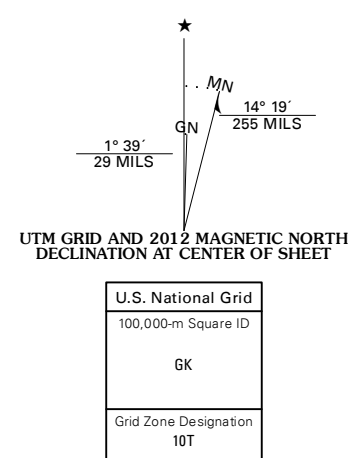 ★
MN
14° 19´
255 MILS
GN
1° 39´
29 MILS
UTM GRID AND 2012 MAGNETIC NORTH
DECLINATION AT CENTER OF SHEET
U.S. National Grid
100,000-m Square ID
GK
Grid Zone Designation
10T